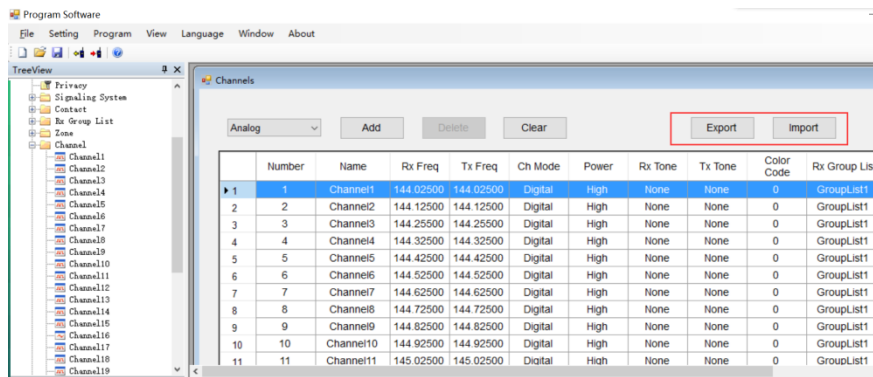 Program Software
File Setting Program View Language Window About
TreeView
Privacy
Signaling System
Contact
Rx Group List
Zone
Channel
Channel1
Channel2
Channel3
Channel4
Channel5
Channel6
Channel7
Channel8
Channel9
Channel10
Channel11
Channel12
Channel13
Channel14
Channel15
Channel16
Channel17
Channel18
Channel19
Channels
Analog Add Delete Clear Export Import
Number Name Rx Freq Tx Freq Ch Mode Power Rx Tone Tx Tone Color Code Rx Group Lis
1 1 Channel1 144.02500 144.02500 Digital High None None 0 GroupList1
2 2 Channel2 144.12500 144.12500 Digital High None None 0 GroupList1
3 3 Channel3 144.25500 144.25500 Digital High None None 0 GroupList1
4 4 Channel4 144.32500 144.32500 Digital High None None 0 GroupList1
5 5 Channel5 144.42500 144.42500 Digital High None None 0 GroupList1
6 6 Channel6 144.52500 144.52500 Digital High None None 0 GroupList1
7 7 Channel7 144.62500 144.62500 Digital High None None 0 GroupList1
8 8 Channel8 144.72500 144.72500 Digital High None None 0 GroupList1
9 9 Channel9 144.82500 144.82500 Digital High None None 0 GroupList1
10 10 Channel10 144.92500 144.92500 Digital High None None 0 GroupList1
11 11 Channel11 145.02500 145.02500 Digital High None None 0 GroupList1